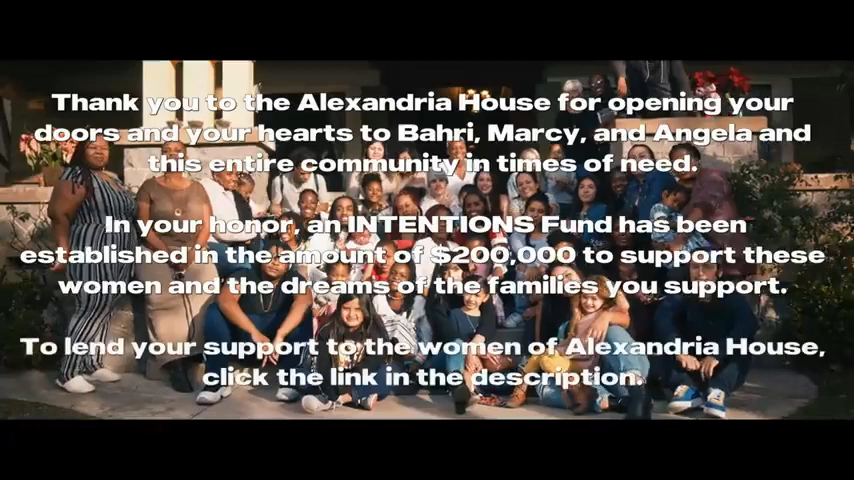 Thank you to the Alexandria House for opening your
doors and your hearts to Bahri, Marcy, and Angela and
this entire community in times of need.
In your honor, an INTENTIONS Fund has been
established in the amount of $200,000 to support these
women and the dreams of the families you support.
To lend your support to the women of Alexandria House,
click the link in the description.